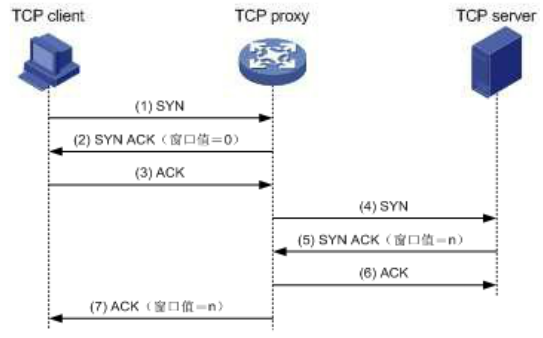 TCP client
TCP proxy
TCP server
(1) SYN
(2) SYN ACK（窗口值＝0）
(3) ACK
(4) SYN
(5) SYN ACK（窗口值＝n）
(6) ACK
(7) ACK（窗口值＝n）